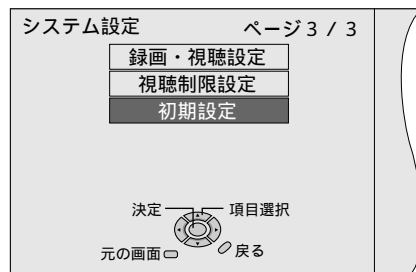 システム設定 ページ3 / 3
録画・視聴設定
視聴制限設定
初期設定
決定 項目選択
元の画面 戻る